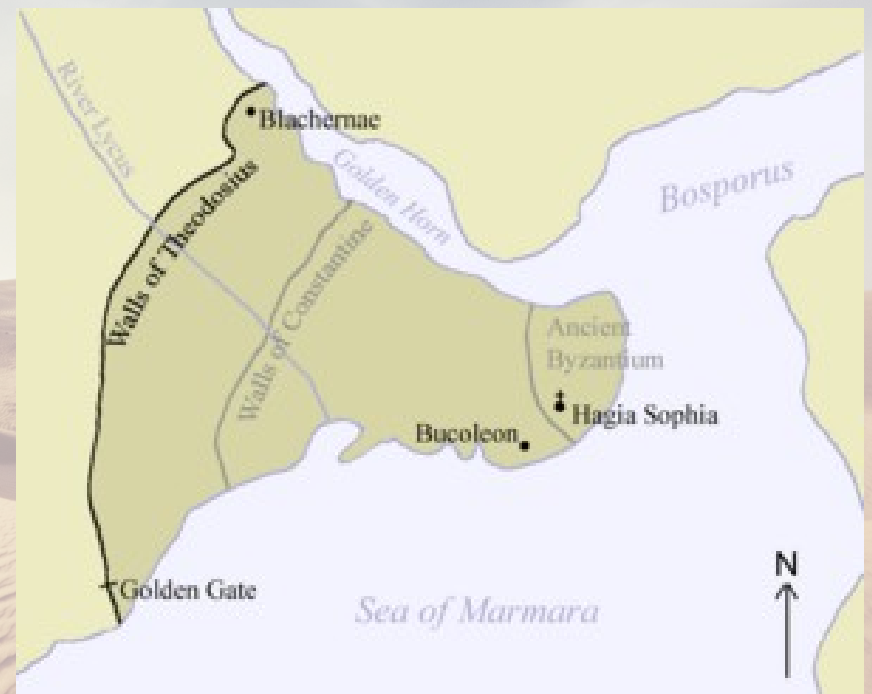 River Lycus
Blachernae
Golden Horn
Bosporus
Walls of Theodosius
Walls of Constantine
Ancient
Byzantium
Hagia Sophia
Bucoleon
N
Golden Gate
Sea of Marmara